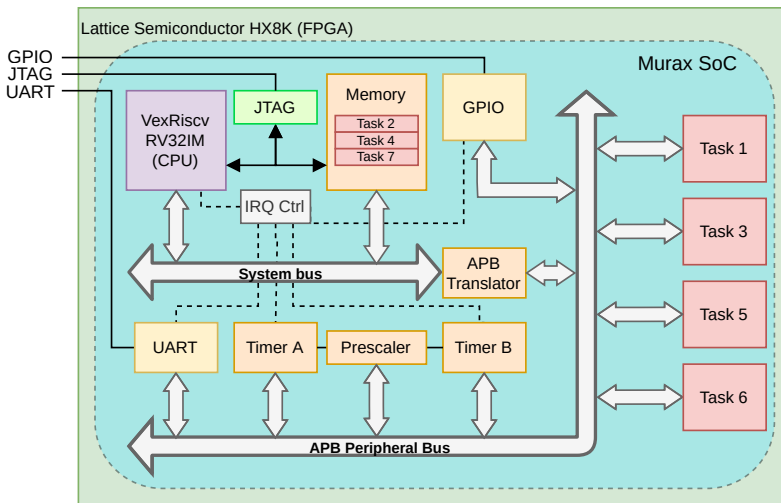 Lattice Semiconductor HX8K (FPGA)
GPIO
JTAG
UART
Murax SoC
VexRiscv
RV32IM
(CPU)
JTAG
Memory
Task 2
Task 4
Task 7
GPIO
Task 1
IRQ Ctrl
Task 3
System bus
APB
Translator
Task 5
UART
Timer A
Prescaler
Timer B
Task 6
APB Peripheral Bus